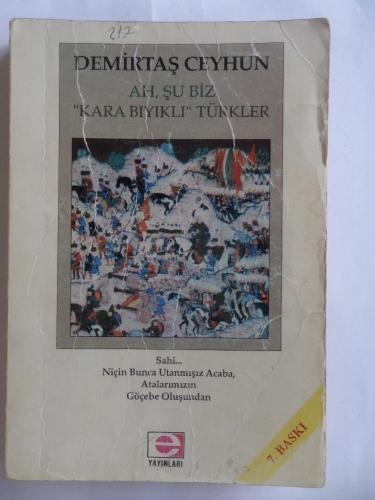 217
DEMİRTAŞ CEYHUN
AH, ŞU BİZ
"KARA BIYIKLI" TÜRKLER
Sahi...
Niçin Bunca Utanmışız Acaba,
Atalarımızın
Göçebe Oluşundan
e
YAYINLARI
7. BASKI